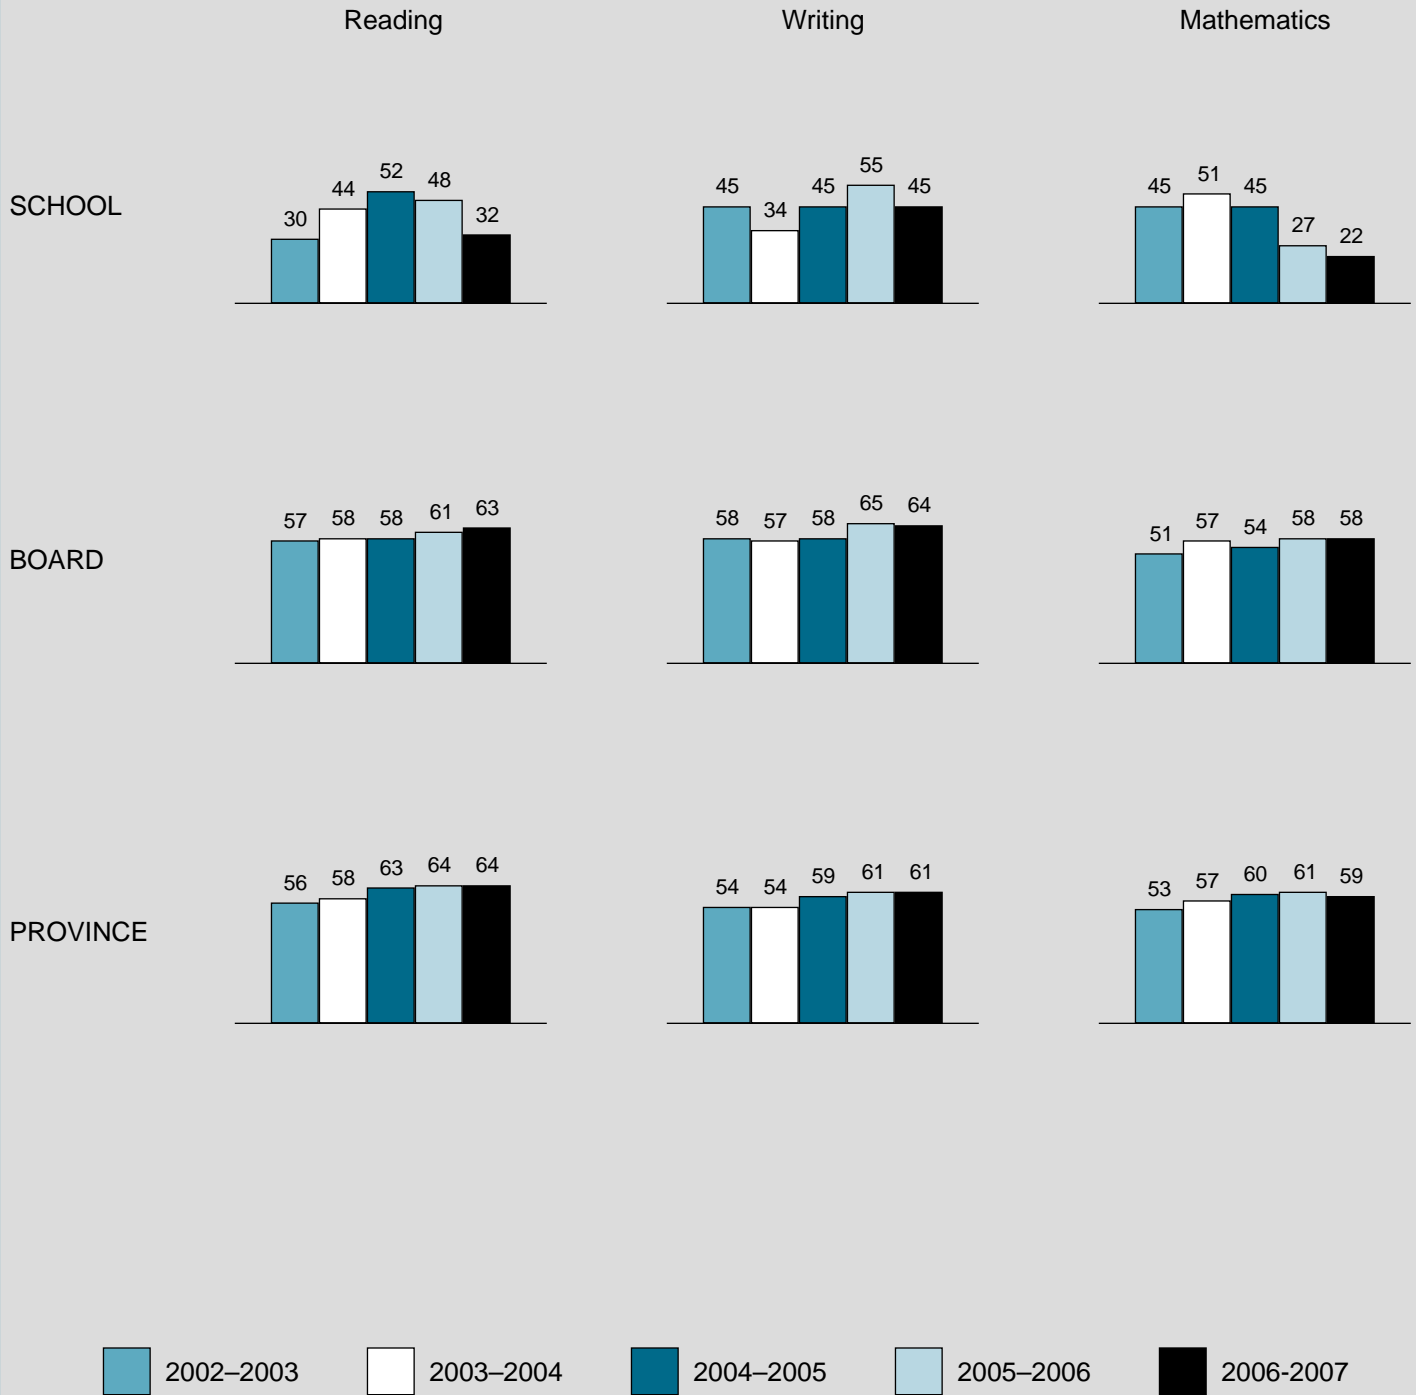 Reading Writing Mathematics
SCHOOL
30 44 52 48 32
45 34 45 55 45
45 51 45 27 22
BOARD
57 58 58 61 63
58 57 58 65 64
51 57 54 58 58
PROVINCE
56 58 63 64 64
54 54 59 61 61
53 57 60 61 59
2002–2003 2003–2004 2004–2005 2005–2006 2006-2007